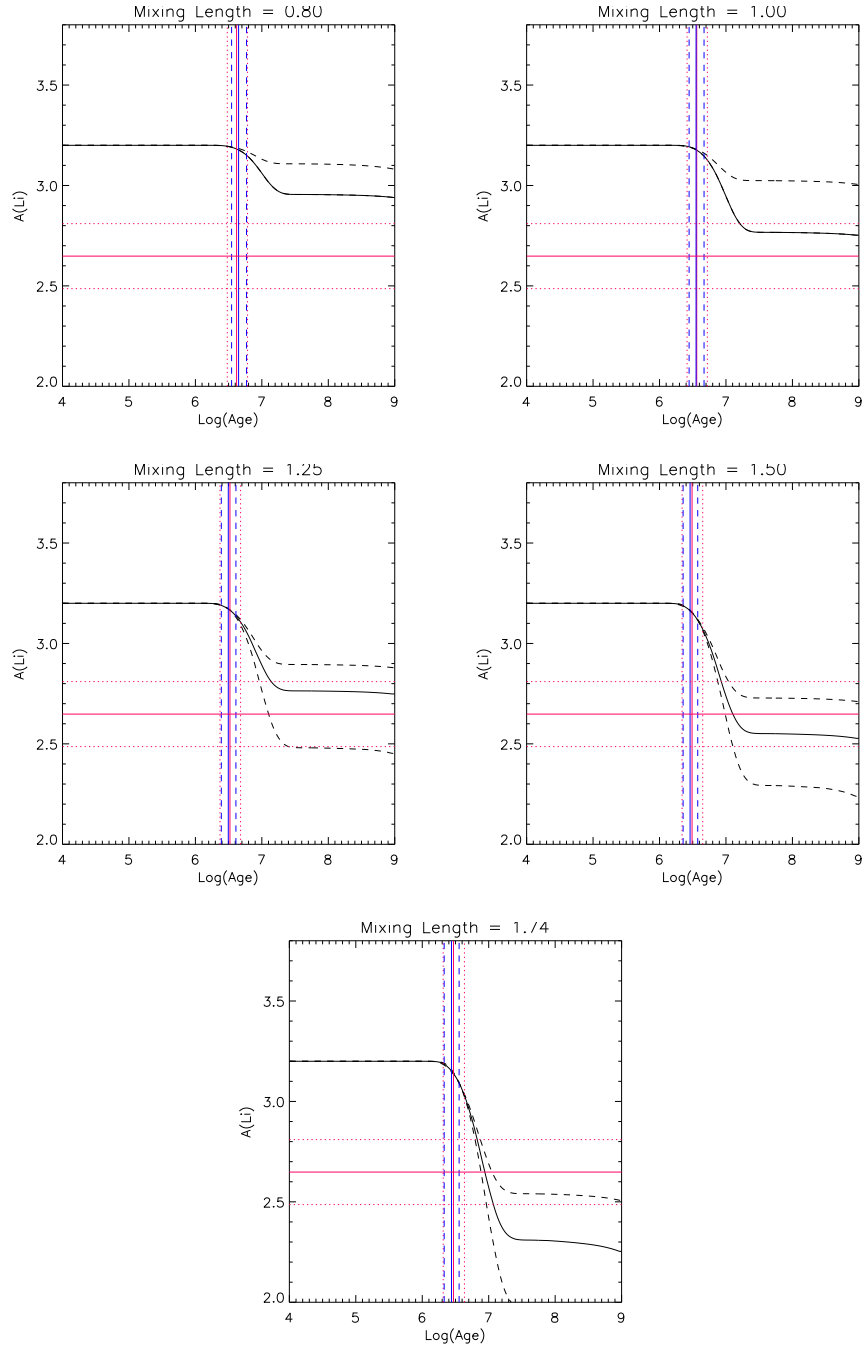 Mixing Length = 0.80
Mixing Length = 1.00
3.5
3.0
2.5
2.0
A(Li)
4 5 6 7 8 9
Log(Age)
3.5
3.0
2.5
2.0
A(Li)
4 5 6 7 8 9
Log(Age)
Mixing Length = 1.25
Mixing Length = 1.50
3.5
3.0
2.5
2.0
A(Li)
4 5 6 7 8 9
Log(Age)
3.5
3.0
2.5
2.0
A(Li)
4 5 6 7 8 9
Log(Age)
Mixing Length = 1.74
3.5
3.0
2.5
2.0
A(Li)
4 5 6 7 8 9
Log(Age)